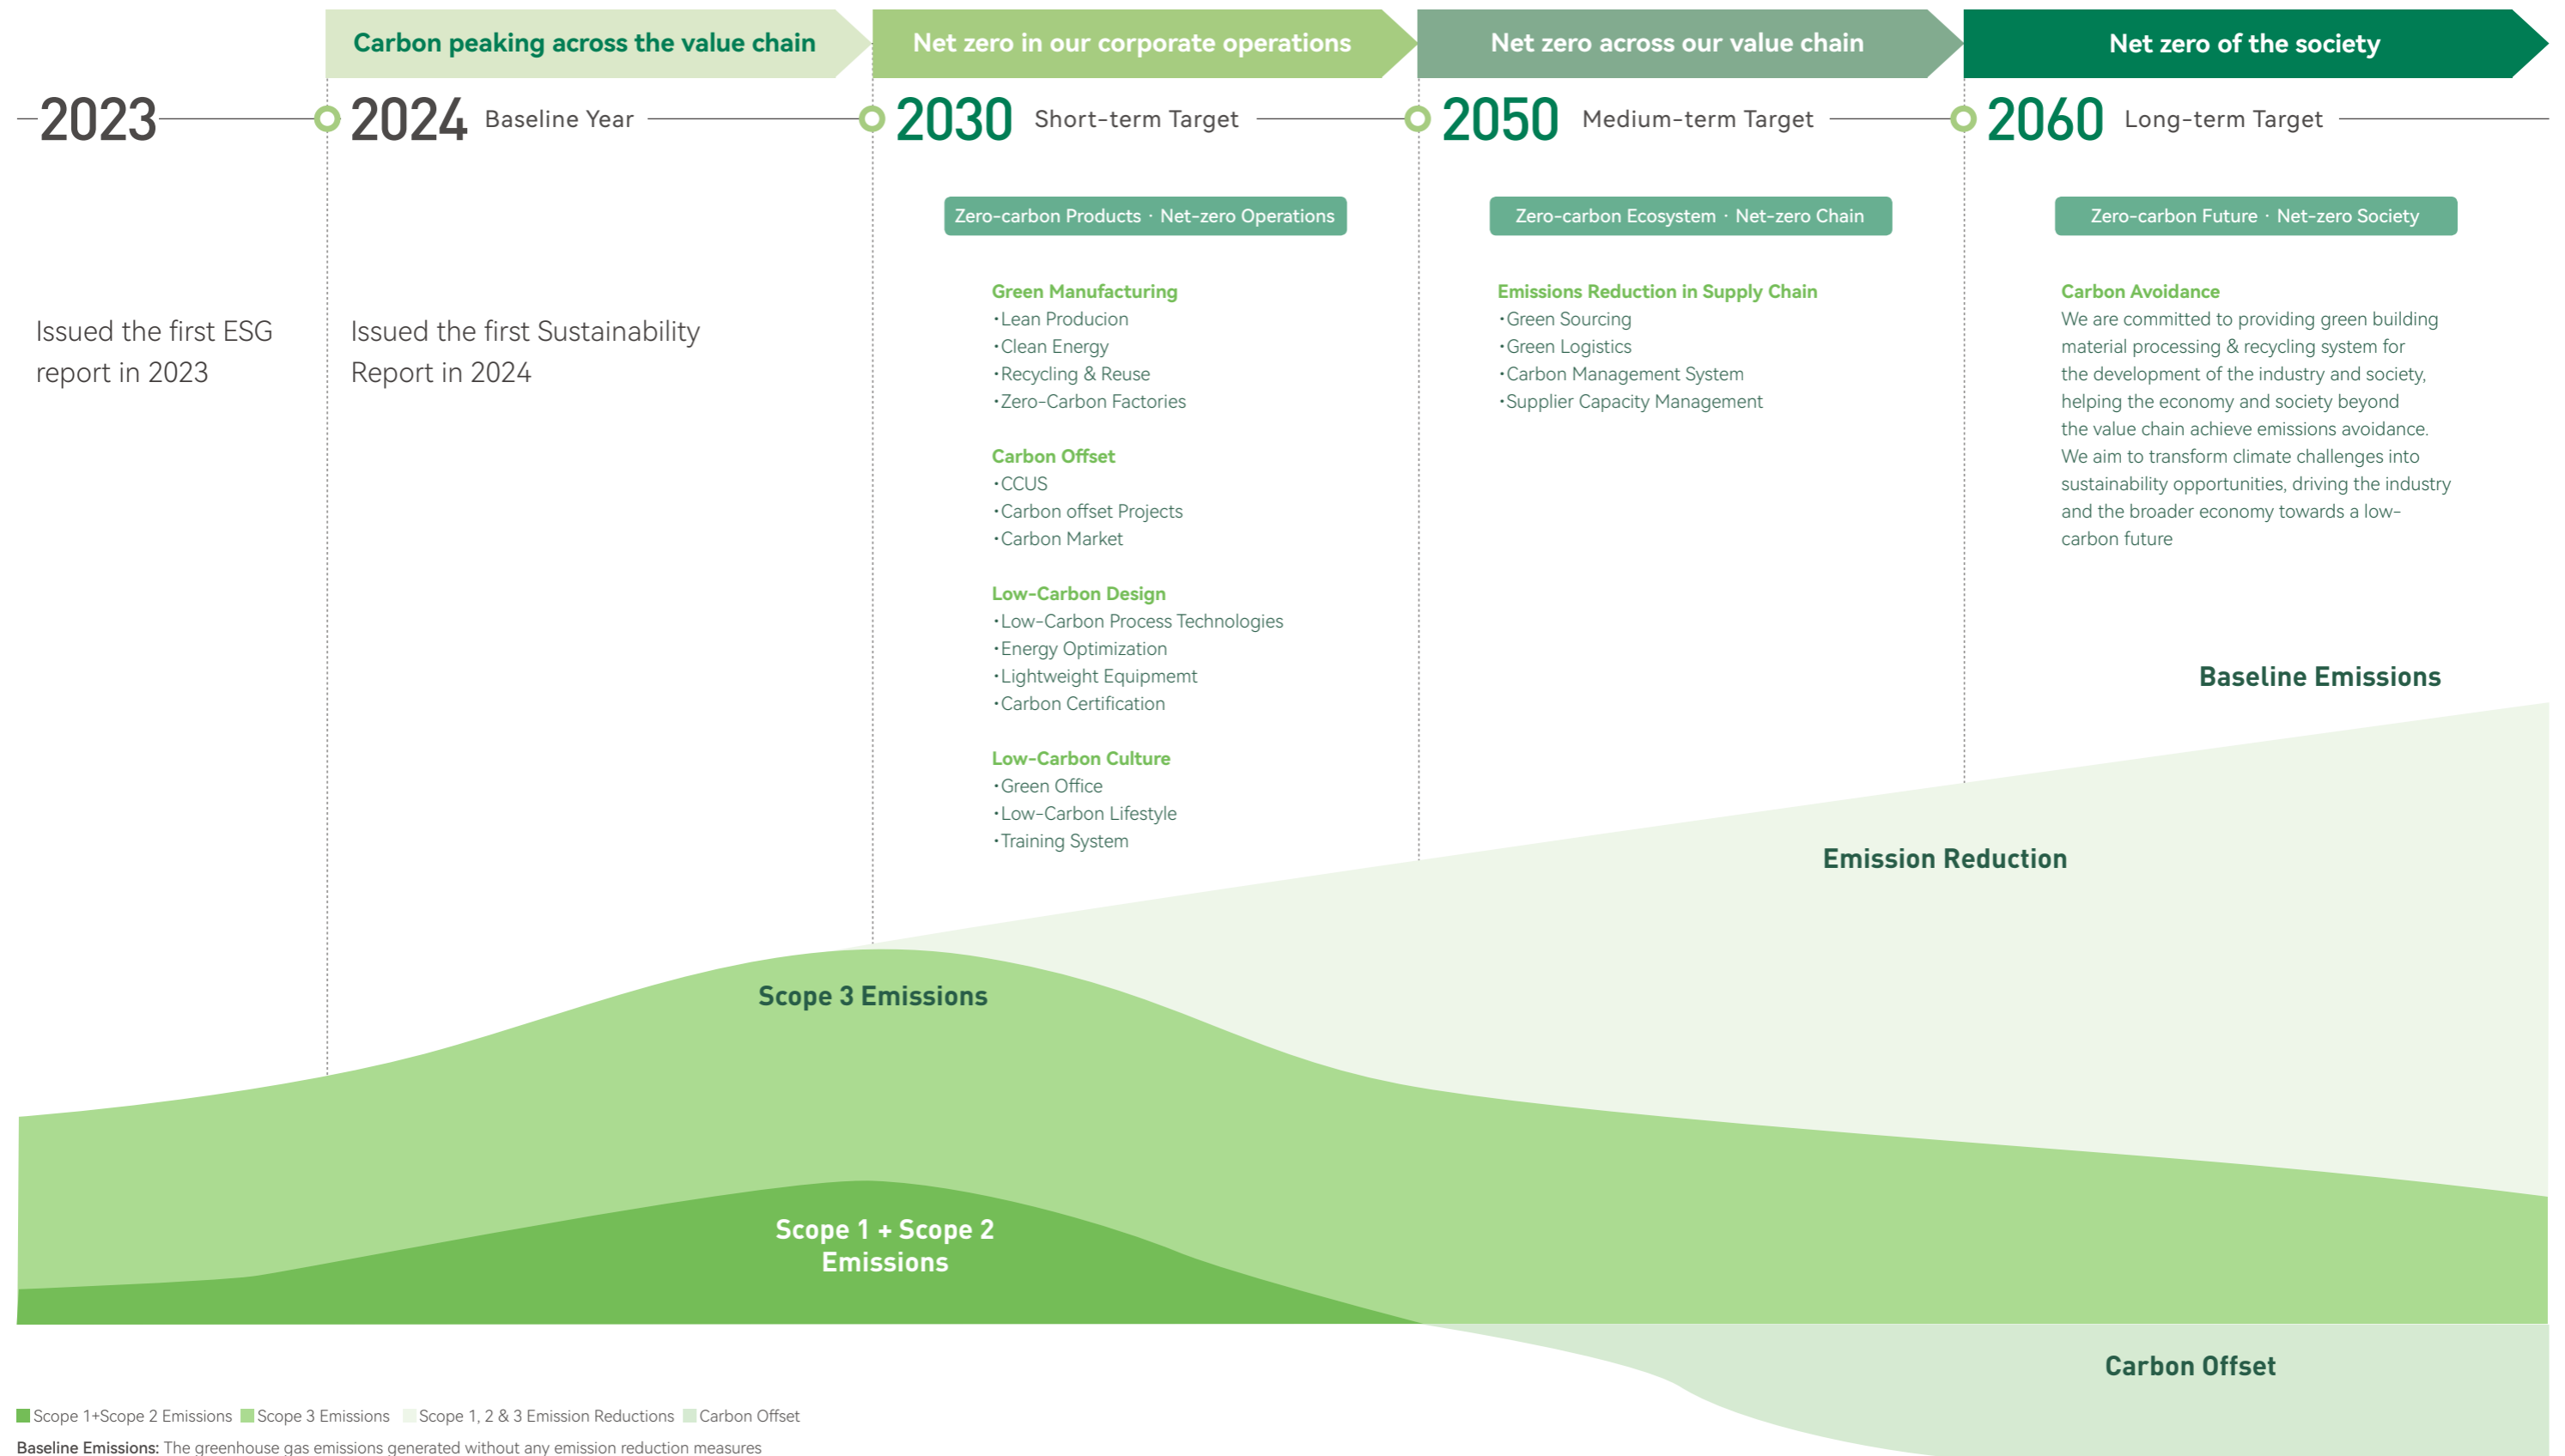 Carbon peaking across the value chain
Net zero in our corporate operations
Net zero across our value chain
Net zero of the society
2023
2024 Baseline Year
2030 Short-term Target
2050 Medium-term Target
2060 Long-term Target
Issued the first ESG
report in 2023
Issued the first Sustainability
Report in 2024
Zero-carbon Products · Net-zero Operations
Green Manufacturing
·Lean Producion
·Clean Energy
·Recycling & Reuse
·Zero-Carbon Factories
Carbon Offset
·CCUS
·Carbon offset Projects
·Carbon Market
Low-Carbon Design
·Low-Carbon Process Technologies
·Energy Optimization
·Lightweight Equipmemt
·Carbon Certification
Low-Carbon Culture
·Green Office
·Low-Carbon Lifestyle
·Training System
Zero-carbon Ecosystem · Net-zero Chain
Emissions Reduction in Supply Chain
·Green Sourcing
·Green Logistics
·Carbon Management System
·Supplier Capacity Management
Zero-carbon Future · Net-zero Society
Carbon Avoidance
We are committed to providing green building
material processing & recycling system for
the development of the industry and society,
helping the economy and society beyond
the value chain achieve emissions avoidance.
We aim to transform climate challenges into
sustainability opportunities, driving the industry
and the broader economy towards a low-
carbon future
Baseline Emissions
Emission Reduction
Scope 3 Emissions
Scope 1 + Scope 2
Emissions
Carbon Offset
Scope 1+Scope 2 Emissions
Scope 3 Emissions
Scope 1, 2 & 3 Emission Reductions
Carbon Offset
Baseline Emissions: The greenhouse gas emissions generated without any emission reduction measures